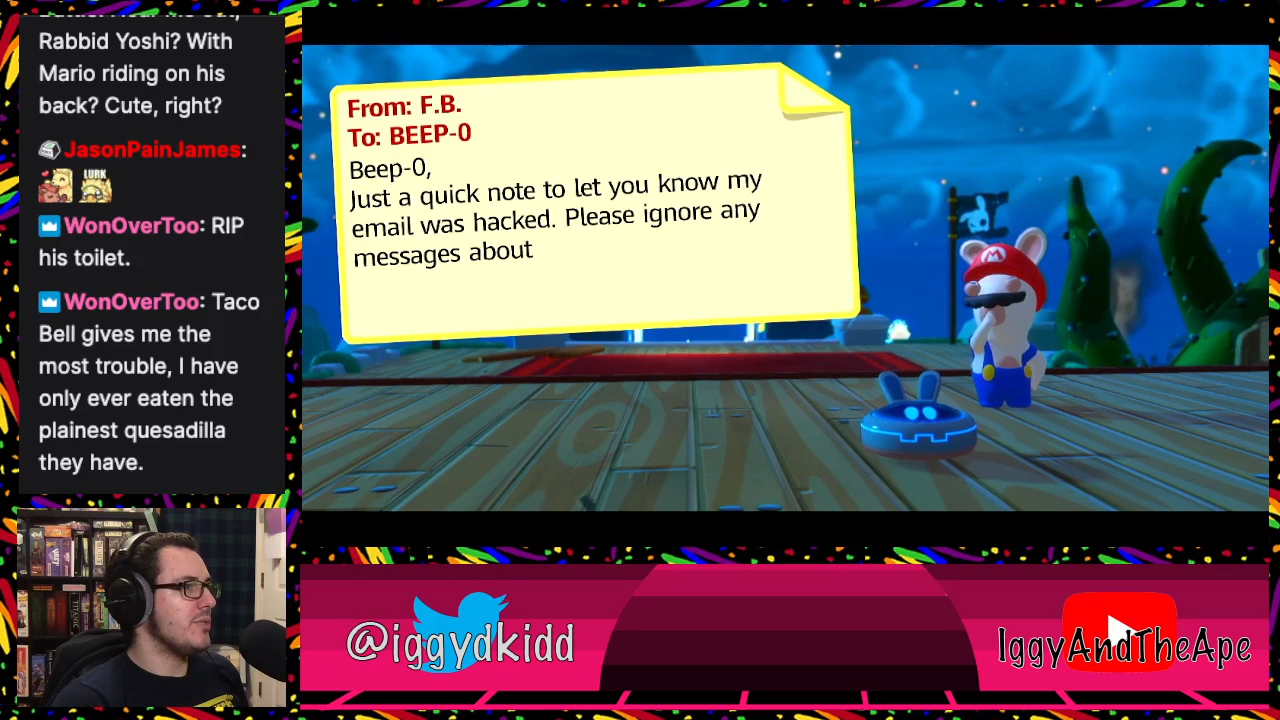 Rabbid Yoshi? With
Mario riding on his
back? Cute, right?
JasonPainJames:
LURK
WonOverToo: RIP
his toilet.
WonOverToo: Taco
Bell gives me the
most trouble, I have
only ever eaten the
plainest quesadilla
they have.
From: F.B.
To: BEEP-0
Beep-0,
Just a quick note to let you know my
email was hacked. Please ignore any
messages about
M
TITANIC
@iggydkidd
IggyAndTheApe